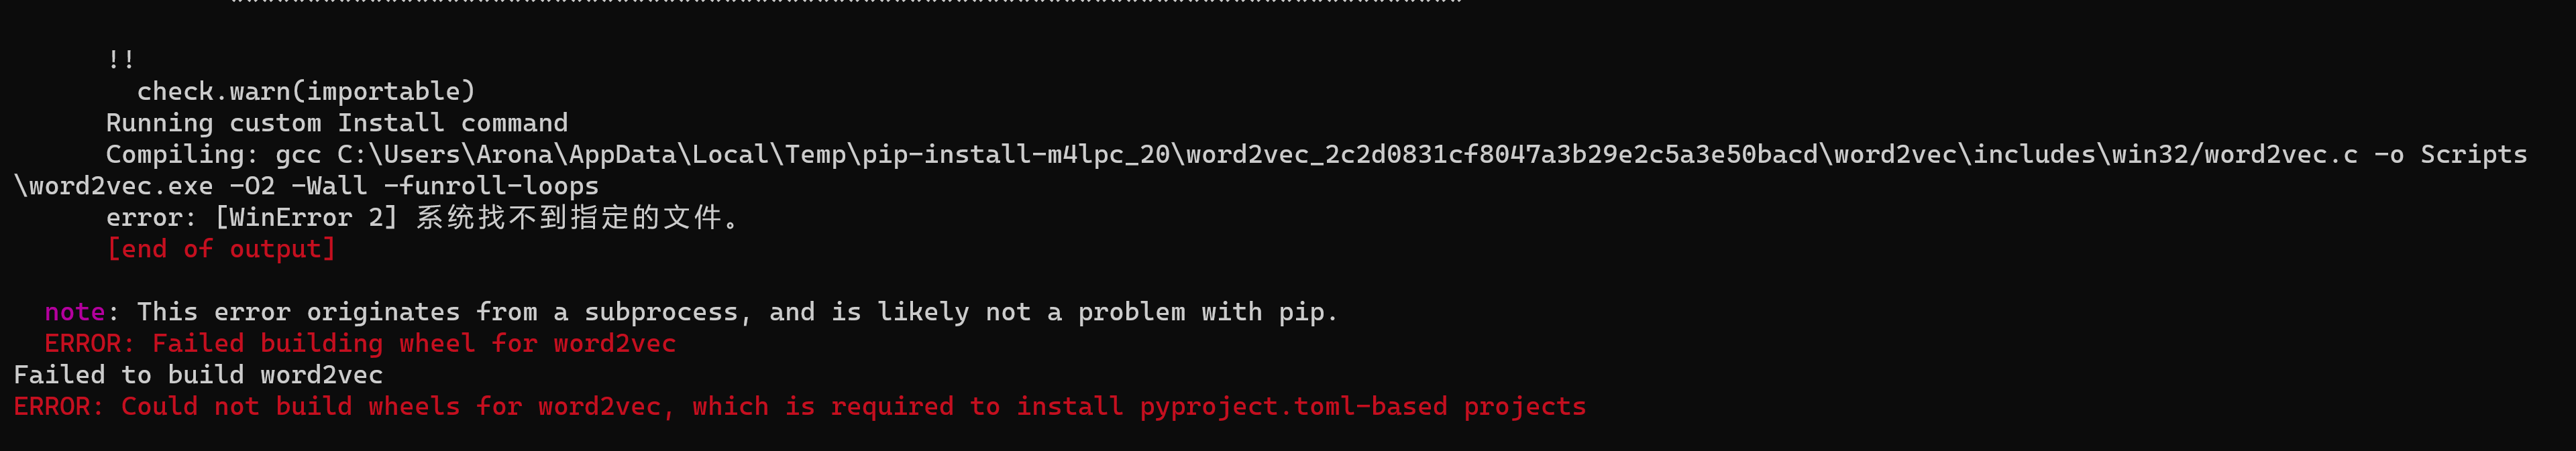 !!
check.warn(importable)
Running custom Install command
Compiling: gcc C:\Users\Arona\AppData\Local\Temp\pip-install-m4lpc_20\word2vec_2c2d0831cf8047a3b29e2c5a3e50bacd\word2vec\includes\win32/word2vec.c -o Scripts
\word2vec.exe -O2 -Wall -funroll-loops
error: [WinError 2] 系统找不到指定的文件。
[end of output]
note: This error originates from a subprocess, and is likely not a problem with pip.
ERROR: Failed building wheel for word2vec
Failed to build word2vec
ERROR: Could not build wheels for word2vec, which is required to install pyproject.toml-based projects